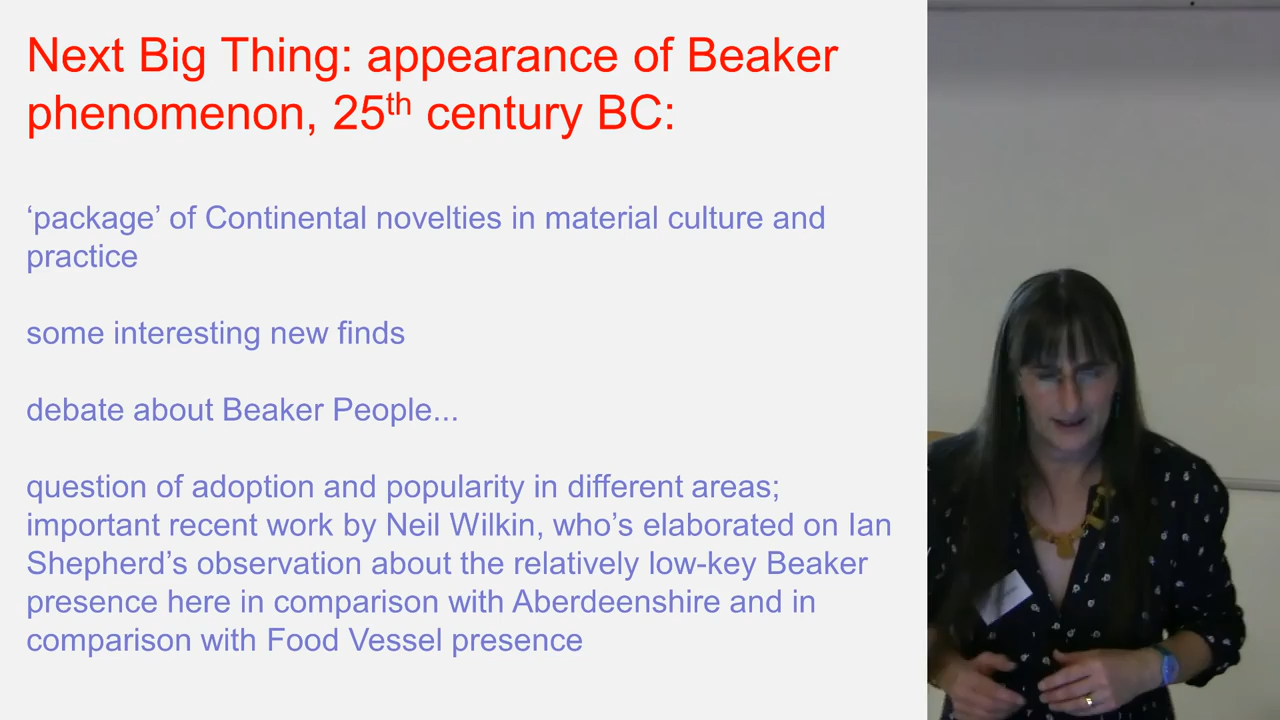 Next Big Thing: appearance of Beaker
phenomenon, 25th century BC:
‘package’ of Continental novelties in material culture and
practice
some interesting new finds
debate about Beaker People...
question of adoption and popularity in different areas;
important recent work by Neil Wilkin, who’s elaborated on Ian
Shepherd’s observation about the relatively low-key Beaker
presence here in comparison with Aberdeenshire and in
comparison with Food Vessel presence